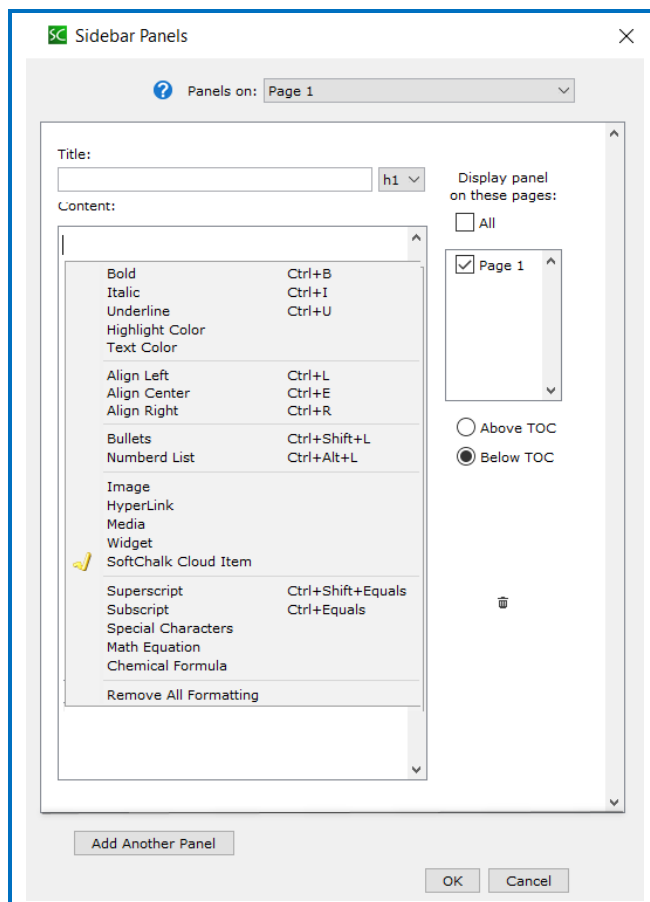 SC Sidebar Panels
Panels on: Page 1
Title:
h1
Content:
Display panel
on these pages:
All
Page 1
Above TOC
Below TOC
Bold Ctrl+B
Italic Ctrl+I
Underline Ctrl+U
Highlight Color
Text Color
Align Left Ctrl+L
Align Center Ctrl+E
Align Right Ctrl+R
Bullets Ctrl+Shift+L
Numberd List Ctrl+Alt+L
Image
HyperLink
Media
Widget
SoftChalk Cloud Item
Superscript Ctrl+Shift+Equals
Subscript Ctrl+Equals
Special Characters
Math Equation
Chemical Formula
Remove All Formatting
Add Another Panel
OK Cancel